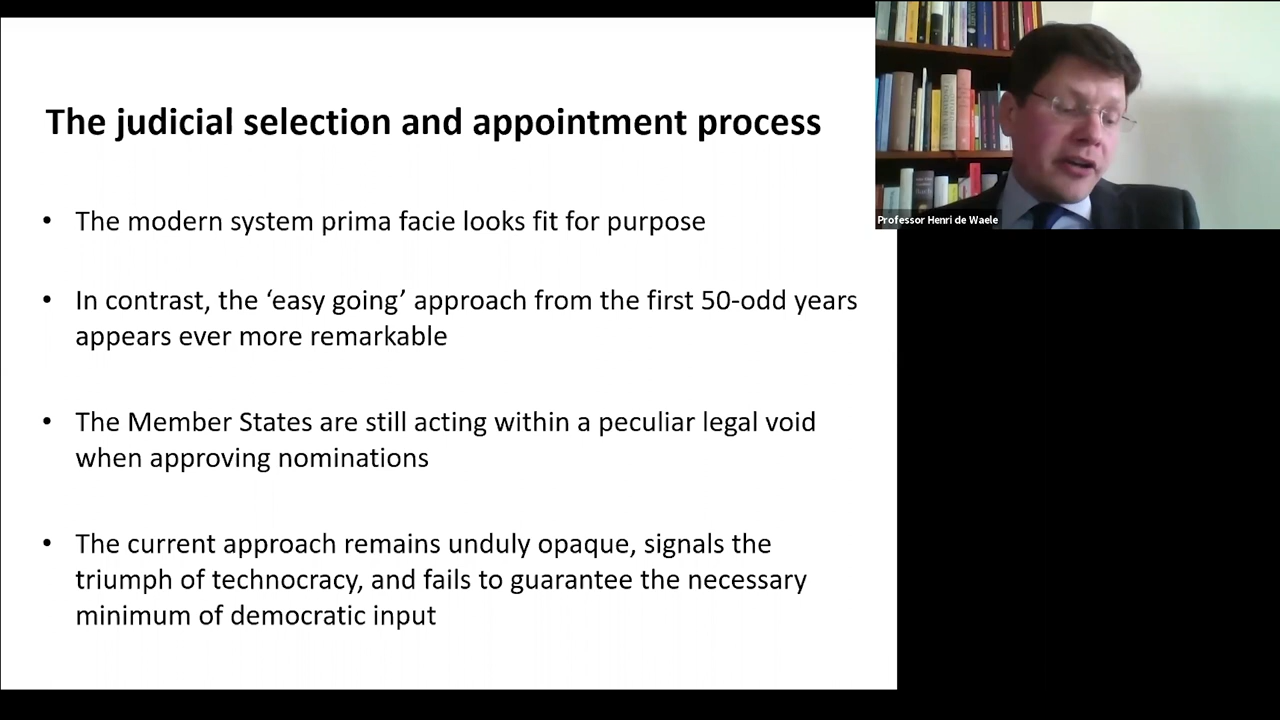 The judicial selection and appointment process
• The modern system prima facie looks fit for purpose
• In contrast, the ‘easy going’ approach from the first 50-odd years
appears ever more remarkable
• The Member States are still acting within a peculiar legal void
when approving nominations
• The current approach remains unduly opaque, signals the
triumph of technocracy, and fails to guarantee the necessary
minimum of democratic input
Professor Henri de Waele